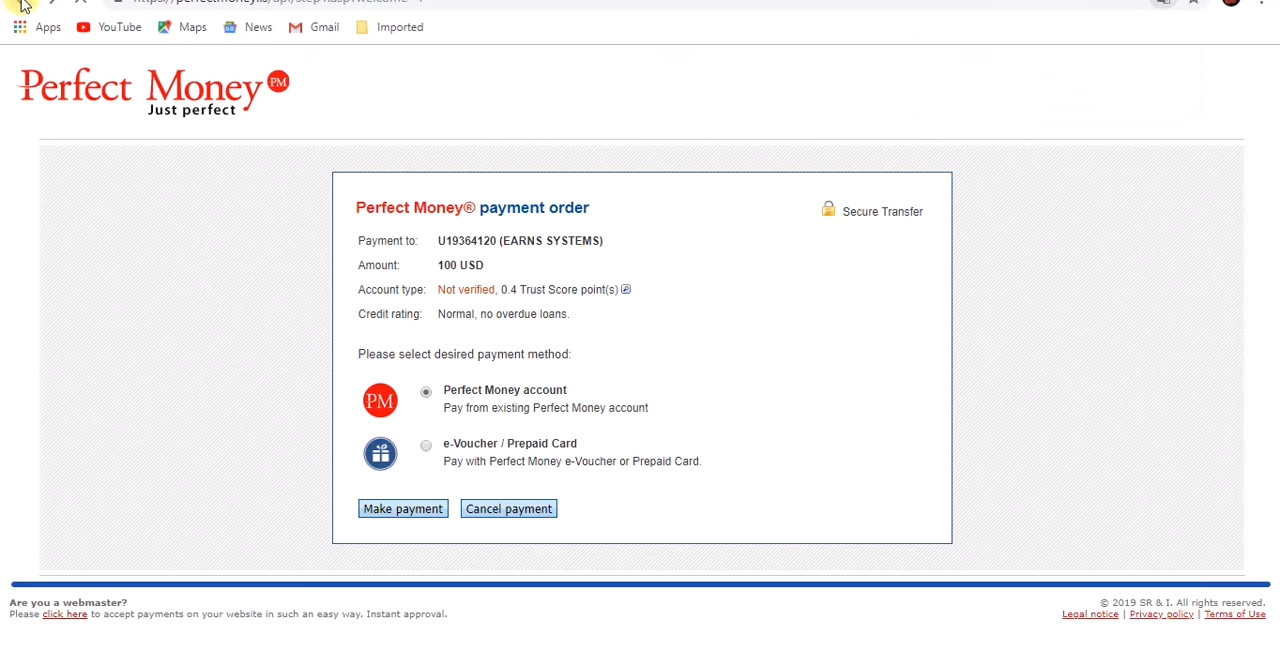 Apps YouTube Maps News Gmail Imported
Perfect Money PM
Just perfect
Perfect Money® payment order
Secure Transfer
Payment to: U19364120 (EARNS SYSTEMS)
Amount: 100 USD
Account type: Not verified, 0.4 Trust Score point(s)
Credit rating: Normal, no overdue loans.
Please select desired payment method:
PM
Perfect Money account
Pay from existing Perfect Money account
e-Voucher / Prepaid Card
Pay with Perfect Money e-Voucher or Prepaid Card.
Make payment Cancel payment
Are you a webmaster?
Please click here to accept payments on your website in such an easy way. Instant approval.
© 2019 SR & I. All rights reserved.
Legal notice | Privacy policy | Terms of Use